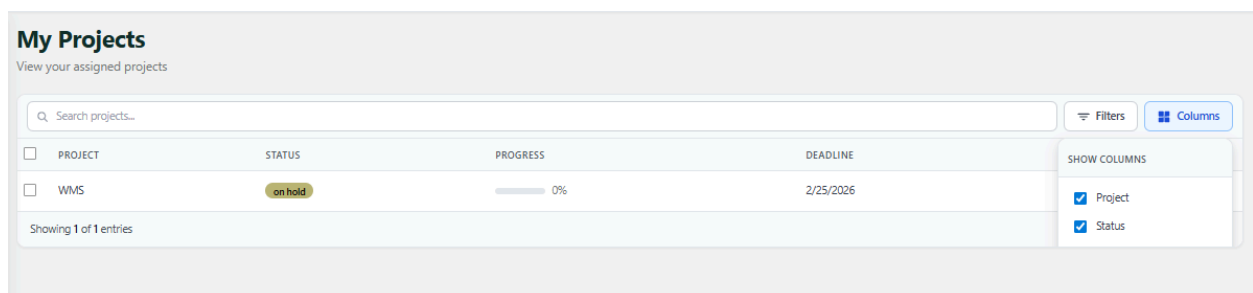 My Projects
View your assigned projects
Search projects...
Filters
Columns
PROJECT STATUS PROGRESS DEADLINE
SHOW COLUMNS
WMS on hold 0% 2/25/2026
Project
Status
Showing 1 of 1 entries